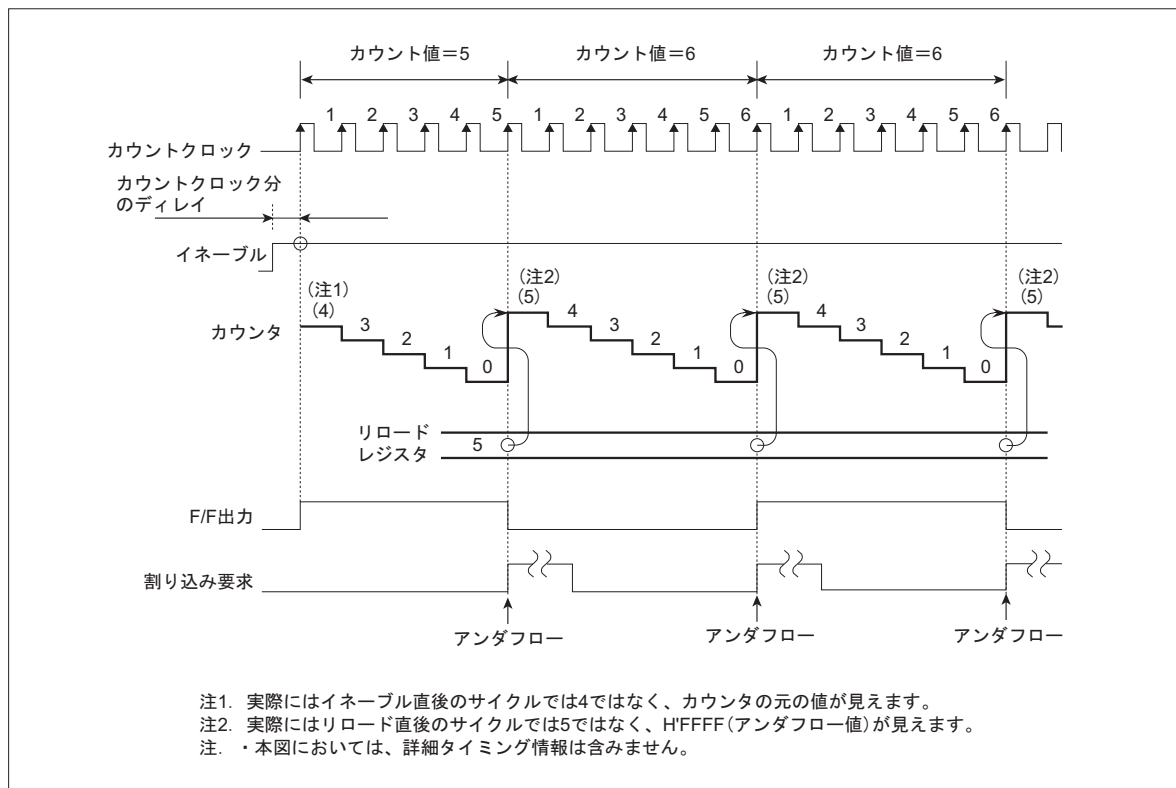 カウント値=5 カウント値=6 カウント値=6
1 2 3 4 5 1 2 3 4 5 6 1 2 3 4 5 6
カウントクロック
カウントクロック分
のディレイ
イネーブル
(注1) (注2) (注2) (注2)
(4) (5) (5) (5)
カウンタ
3 2 1 0 4 3 2 1 0 4 3 2 1 0
リロード
レジスタ
5
F/F出力
割り込み要求
アンダフロー アンダフロー アンダフロー
注1. 実際にはイネーブル直後のサイクルでは4ではなく、カウンタの元の値が見えます。
注2. 実際にはリロード直後のサイクルでは5ではなく、H'FFFF(アンダフロー値)が見えます。
注. ・本図においては、詳細タイミング情報は含みません。